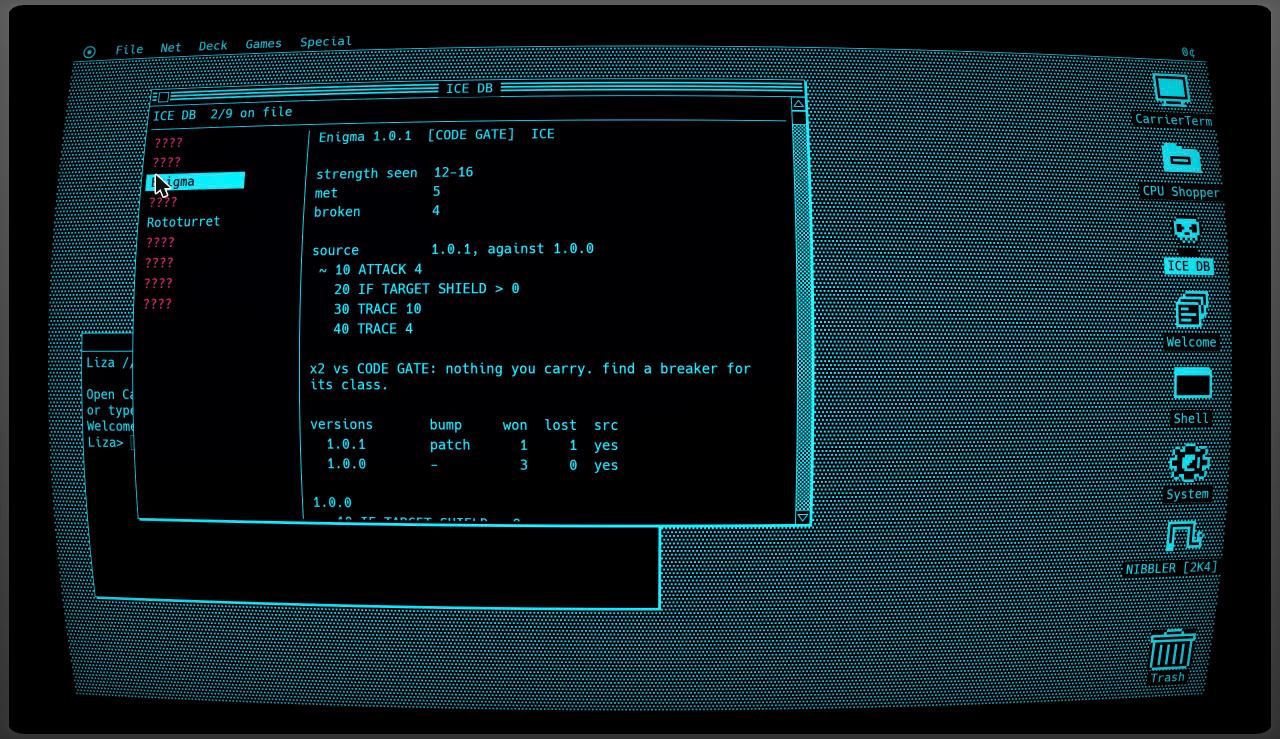 File Net Deck Games Special
0¢
ICE DB
ICE DB 2/9 on file
????
????
????
Rototurret
????
????
????
????
Enigma 1.0.1 [CODE GATE] ICE
strength seen 12-16
met 5
broken 4
source 1.0.1, against 1.0.0
~ 10 ATTACK 4
20 IF TARGET SHIELD > 0
30 TRACE 10
40 TRACE 4
x2 vs CODE GATE: nothing you carry. find a breaker for
its class.
versions bump won lost src
1.0.1 patch 1 1 yes
1.0.0 - 3 0 yes
1.0.0
Liza //
Open Ca
or type
Welcome
Liza>
CarrierTerm
CPU Shopper
ICE DB
Welcome
Shell
System
NIBBLER [2K4]
Trash